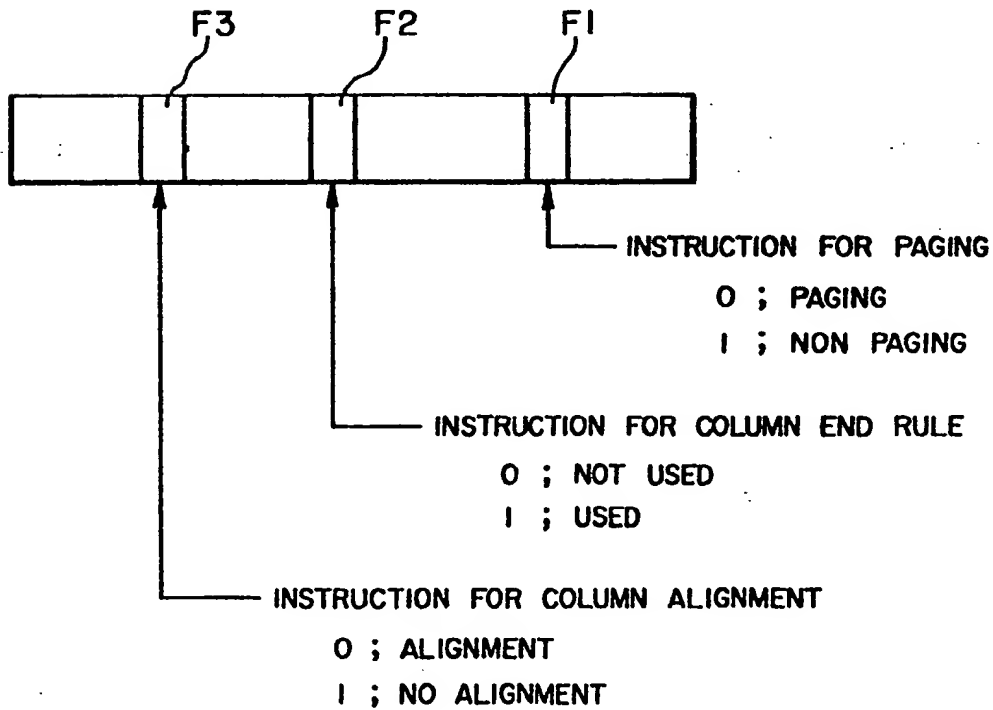 F3 F2 F1
INSTRUCTION FOR PAGING
0 ; PAGING
1 ; NON PAGING
INSTRUCTION FOR COLUMN END RULE
0 ; NOT USED
1 ; USED
INSTRUCTION FOR COLUMN ALIGNMENT
0 ; ALIGNMENT
1 ; NO ALIGNMENT